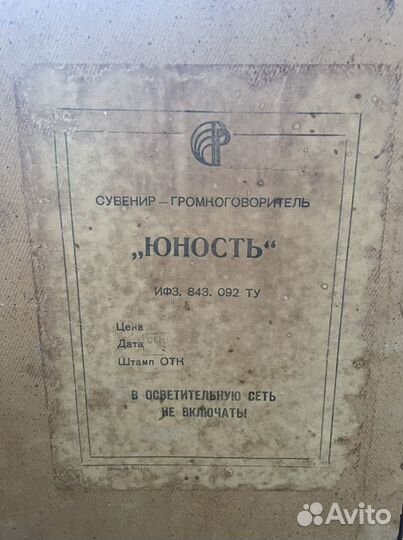 СУВЕНИР — ГРОМКОГОВОРИТЕЛЬ
„ЮНОСТЬ“
ИФЗ. 843. 092 ТУ
Цена
Дата
Штамп ОТК
В ОСВЕТИТЕЛЬНУЮ СЕТЬ
НЕ ВКЛЮЧАТЬ!
Avito